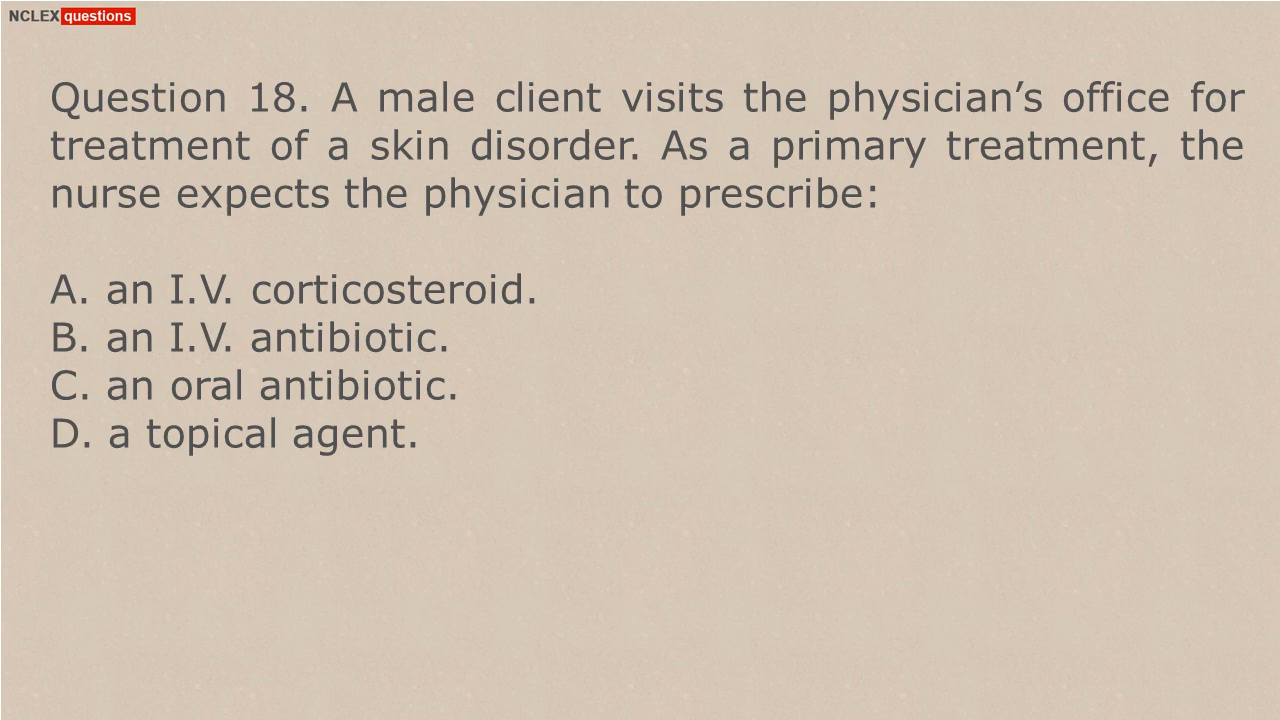 NCLEX questions
Question 18. A male client visits the physician’s office for
treatment of a skin disorder. As a primary treatment, the
nurse expects the physician to prescribe:
A. an I.V. corticosteroid.
B. an I.V. antibiotic.
C. an oral antibiotic.
D. a topical agent.